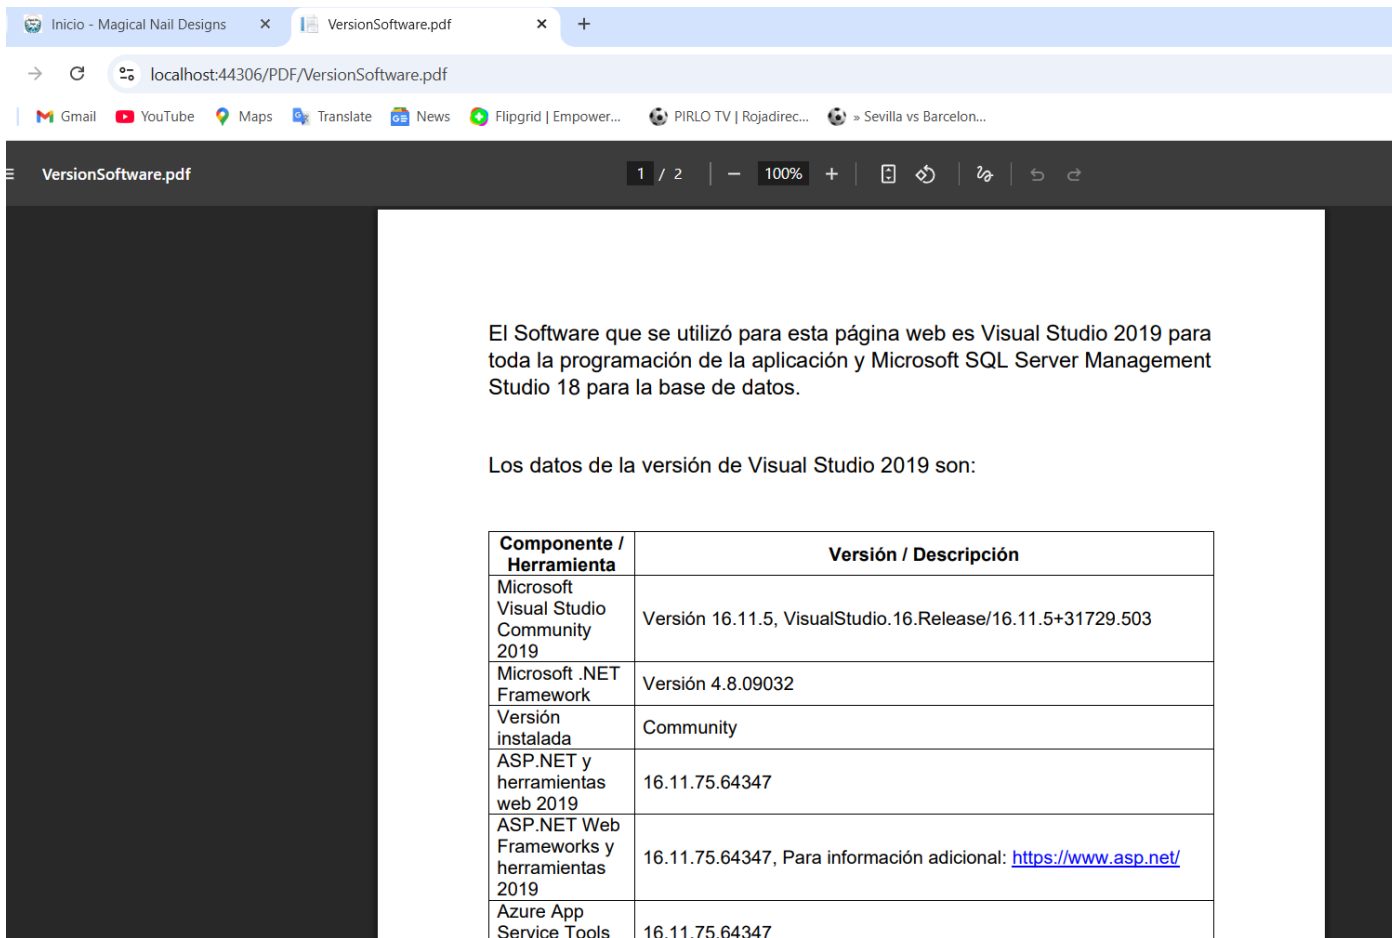 Inicio - Magical Nail Designs
VersionSoftware.pdf
localhost:44306/PDF/VersionSoftware.pdf
Gmail YouTube Maps Translate News Flipgrid | Empower... PIRLO TV | Rojadirec... » Sevilla vs Barcelon...
VersionSoftware.pdf 1 / 2 100%
El Software que se utilizó para esta página web es Visual Studio 2019 para
toda la programación de la aplicación y Microsoft SQL Server Management
Studio 18 para la base de datos.
Los datos de la versión de Visual Studio 2019 son:
Componente /
Herramienta
Versión / Descripción
Microsoft
Visual Studio
Community
2019
Versión 16.11.5, VisualStudio.16.Release/16.11.5+31729.503
Microsoft .NET
Framework
Versión 4.8.09032
Versión
instalada
Community
ASP.NET y
herramientas
web 2019
16.11.75.64347
ASP.NET Web
Frameworks y
herramientas
2019
16.11.75.64347, Para información adicional: https://www.asp.net/
Azure App
Service Tools
16.11.75.64347